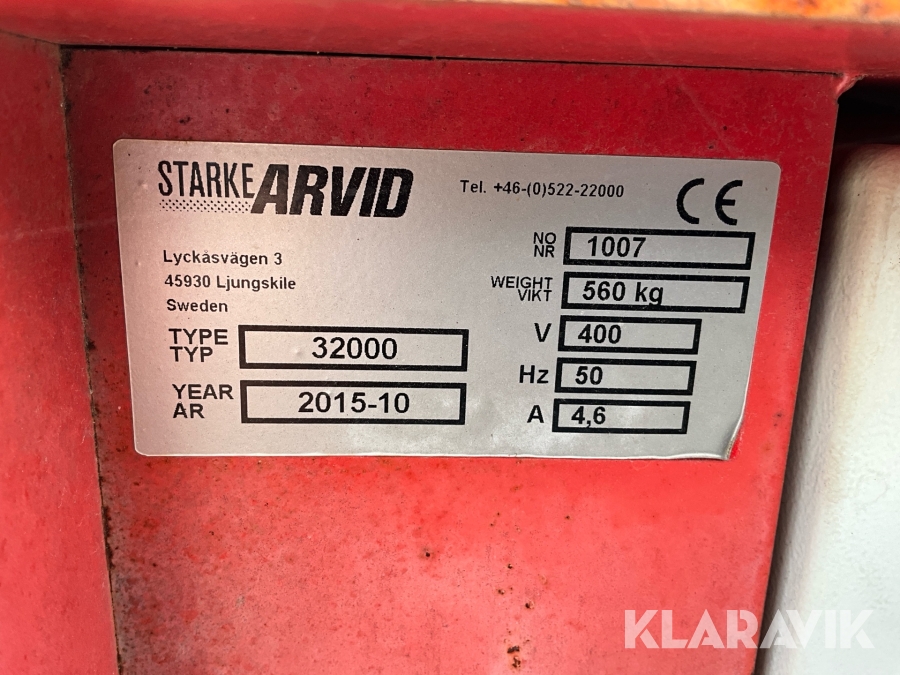 STARKE ARVID
Tel. +46-(0)522-22000
CE
Lyckåsvägen 3
45930 Ljungskile
Sweden
TYPE
TYP
32000
YEAR
AR
2015-10
NO
NR
1007
WEIGHT
VIKT
560 kg
V 400
Hz 50
A 4,6
KLARAVIK